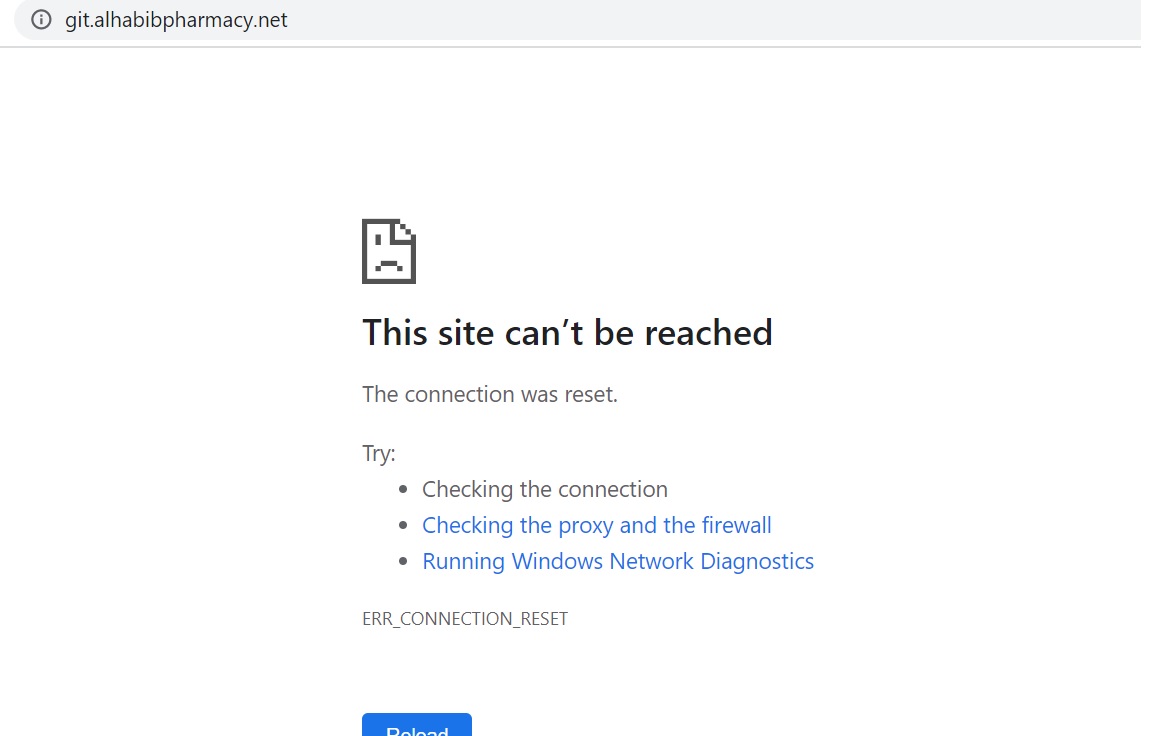 git.alhabibpharmacy.net
This site can’t be reached
The connection was reset.
Try:
Checking the connection
Checking the proxy and the firewall
Running Windows Network Diagnostics
ERR_CONNECTION_RESET
Reload